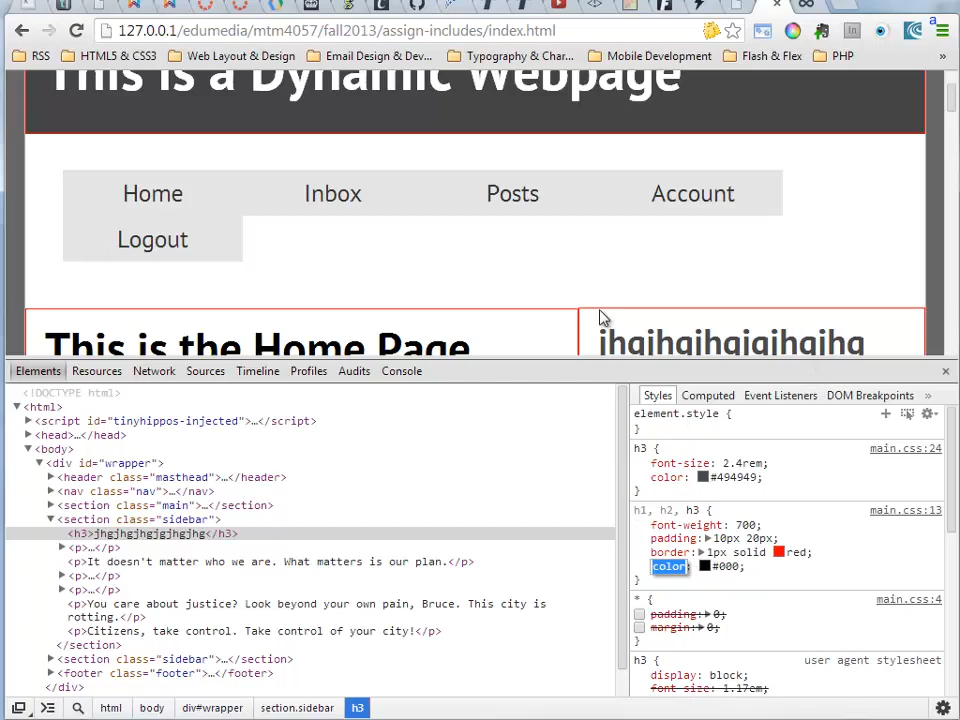 127.0.0.1/edumedia/mtm4057/fall2013/assign-includes/index.html
RSS HTML5 & CSS3 Web Layout & Design Email Design & Dev... Typography & Char... Mobile Development Flash & Flex PHP »
This is a Dynamic Webpage
Home Inbox Posts Account
Logout
This is the Home Page
jhgjhgjhgjgjhgjhg
Elements Resources Network Sources Timeline Profiles Audits Console ×
<!DOCTYPE html>
<html>
<script id="tinyhippos-injected">…</script>
<head>…</head>
<body>
<div id="wrapper">
<header class="masthead">…</header>
<nav class="nav">…</nav>
<section class="main">…</section>
<section class="sidebar">
<h3>jhgjhgjhgjgjhgjhg</h3>
<p>…</p>
<p>It doesn't matter who we are. What matters is our plan.</p>
<p>…</p>
<p>…</p>
<p>You care about justice? Look beyond your own pain, Bruce. This city is
rotting.</p>
<p>Citizens, take control. Take control of your city!</p>
</section>
<section class="sidebar">…</section>
<footer class="footer">…</footer>
</div>
Styles Computed Event Listeners DOM Breakpoints »
element.style {
}
h3 { main.css:24
font-size: 2.4rem;
color: #494949;
}
h1, h2, h3 { main.css:13
font-weight: 700;
padding: 10px 20px;
border: 1px solid red;
color: #000;
}
* { main.css:4
padding: 0;
margin: 0;
}
h3 { user agent stylesheet
display: block;
font-size: 1.17em;
html body div#wrapper section.sidebar h3